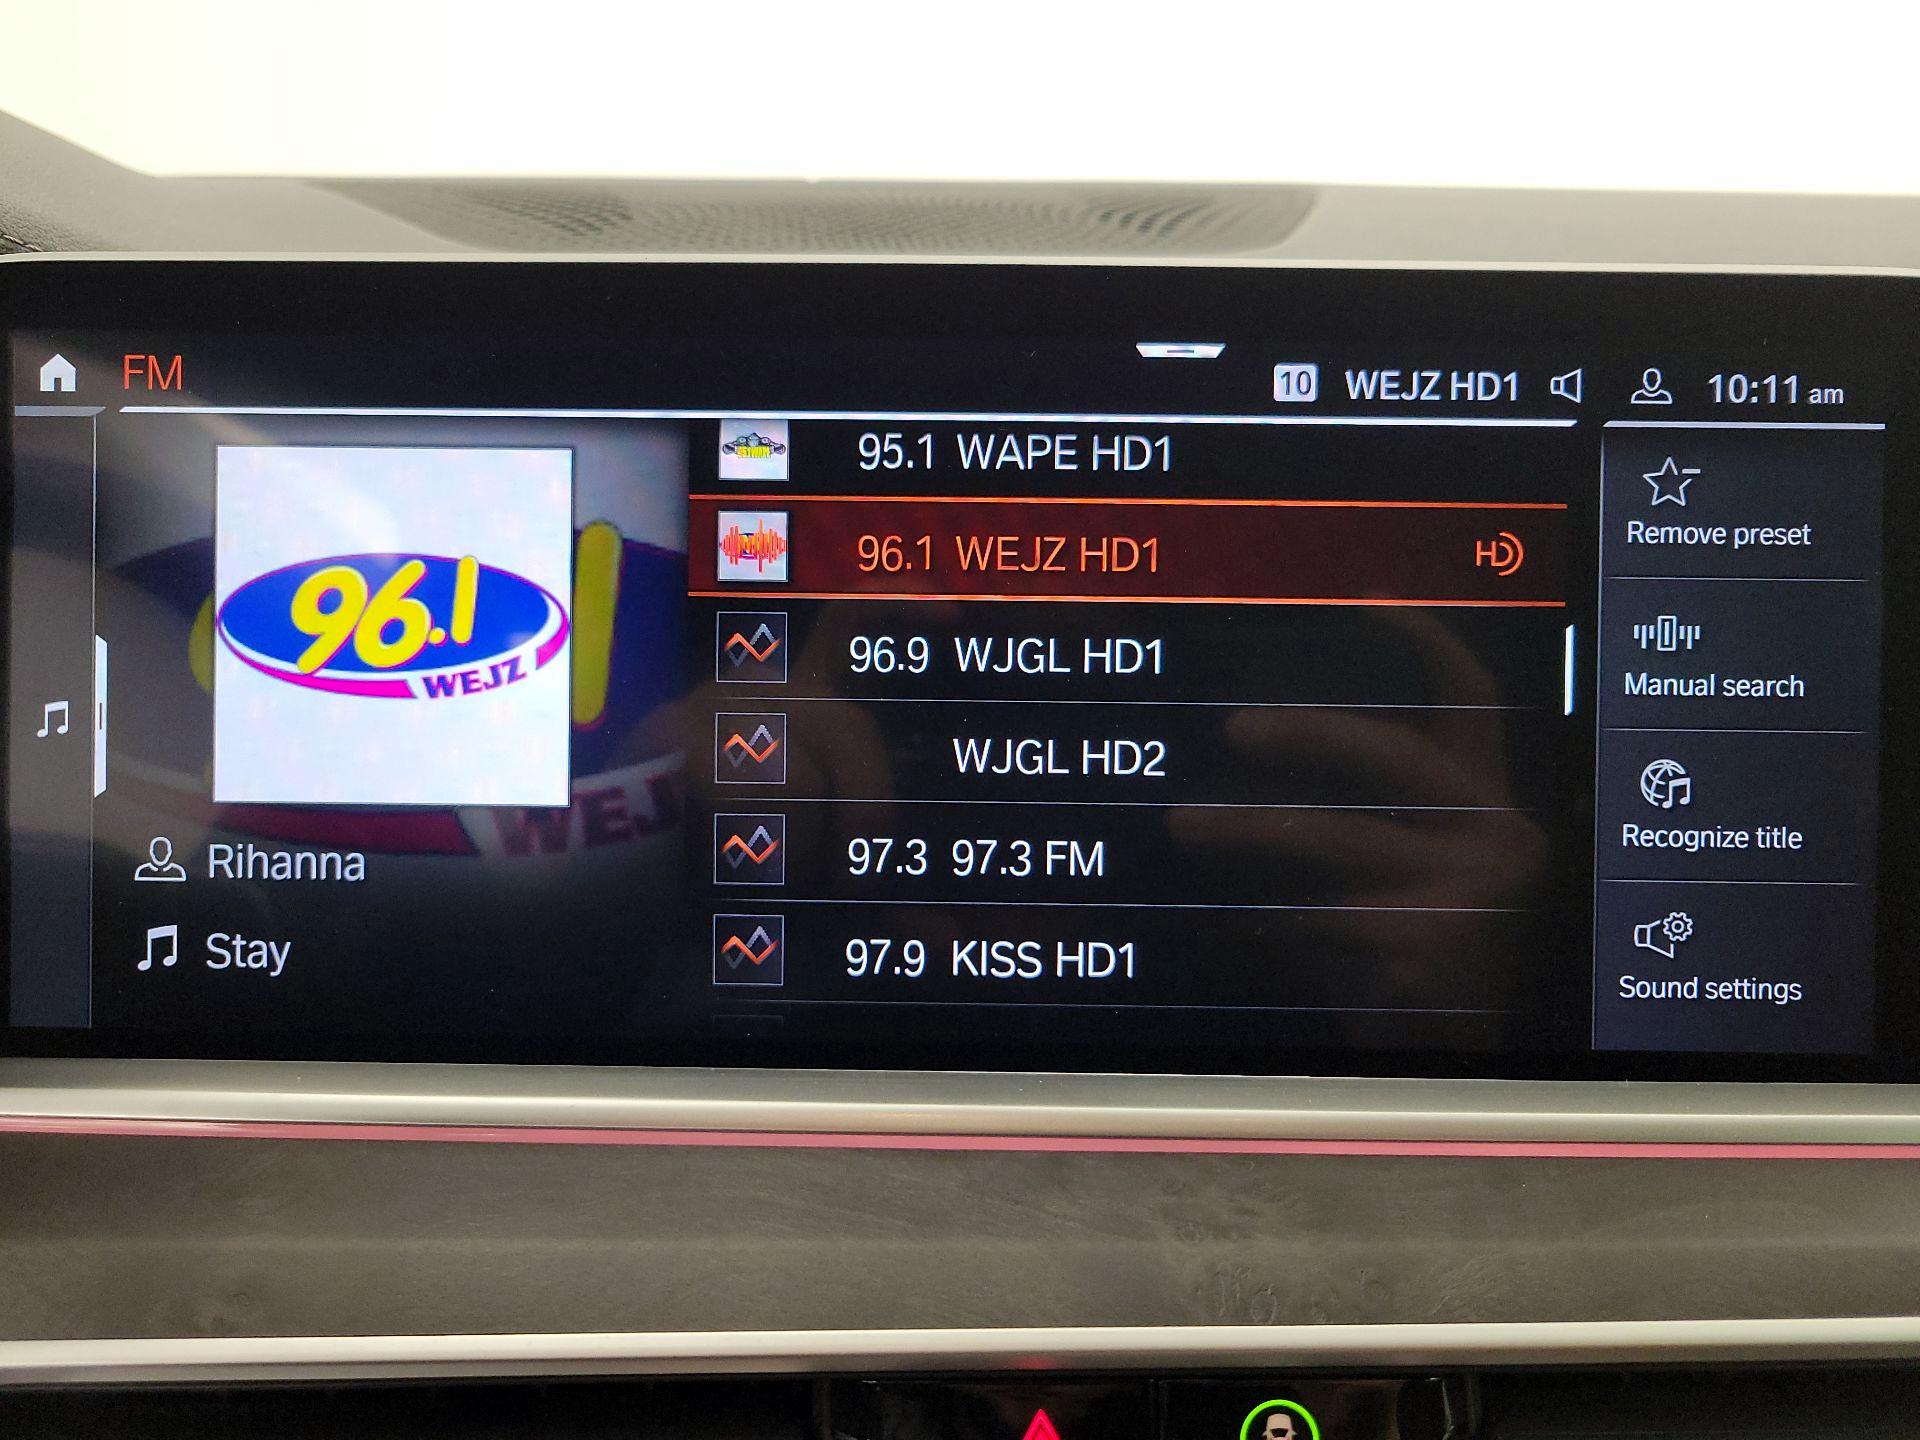 FM
10 WEJZ HD1
10:11 am
96.1
WEJZ
Rihanna
Stay
95.1 WAPE HD1
96.1 WEJZ HD1 HD
96.9 WJGL HD1
WJGL HD2
97.3 97.3 FM
97.9 KISS HD1
Remove preset
Manual search
Recognize title
Sound settings